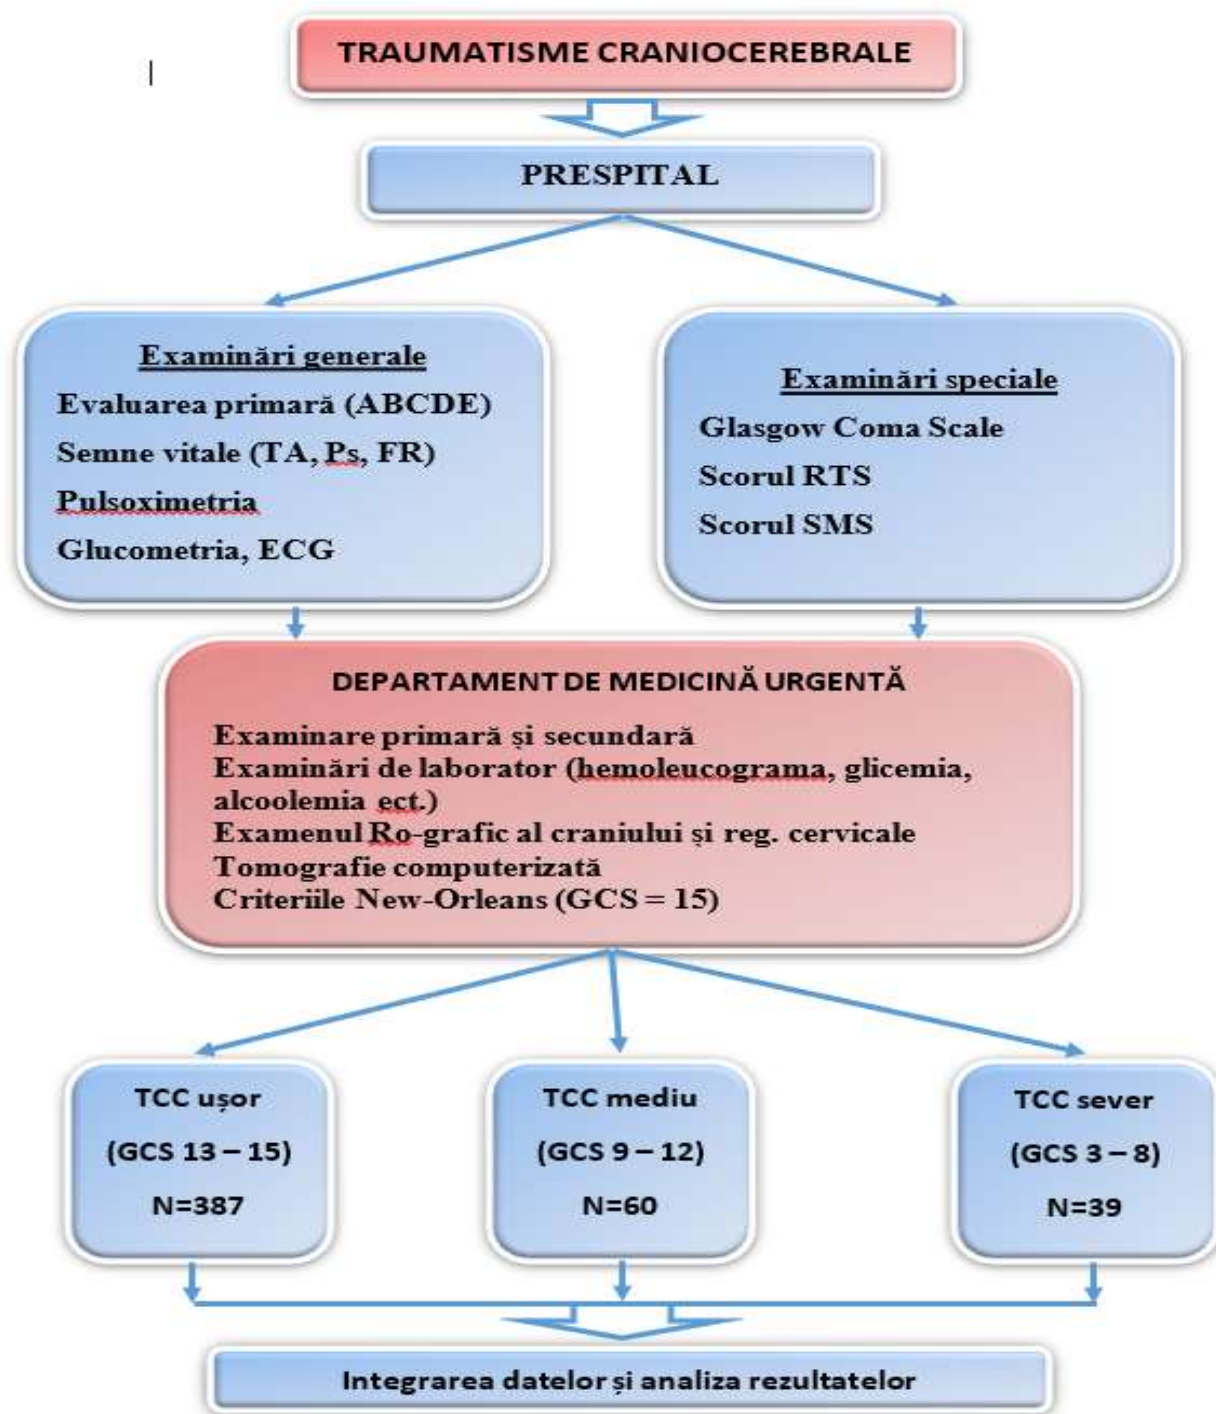 TRAUMATISME CRANIOCEREBRALE
PRESPITAL
Examinări generale
Evaluarea primară (ABCDE)
Semne vitale (TA, Ps, FR)
Pulsoximetria
Glucometria, ECG
Examinări speciale
Glasgow Coma Scale
Scorul RTS
Scorul SMS
DEPARTAMENT DE MEDICINĂ URGENTĂ
Examinare primară și secundară
Examinări de laborator (hemoleucograma, glicemia,
alcoolemia ect.)
Examenul Ro-grafic al craniului și reg. cervicale
Tomografie computerizată
Criteriile New-Orleans (GCS = 15)
TCC ușor
(GCS 13 – 15)
N=387
TCC mediu
(GCS 9 – 12)
N=60
TCC sever
(GCS 3 – 8)
N=39
Integrarea datelor și analiza rezultatelor